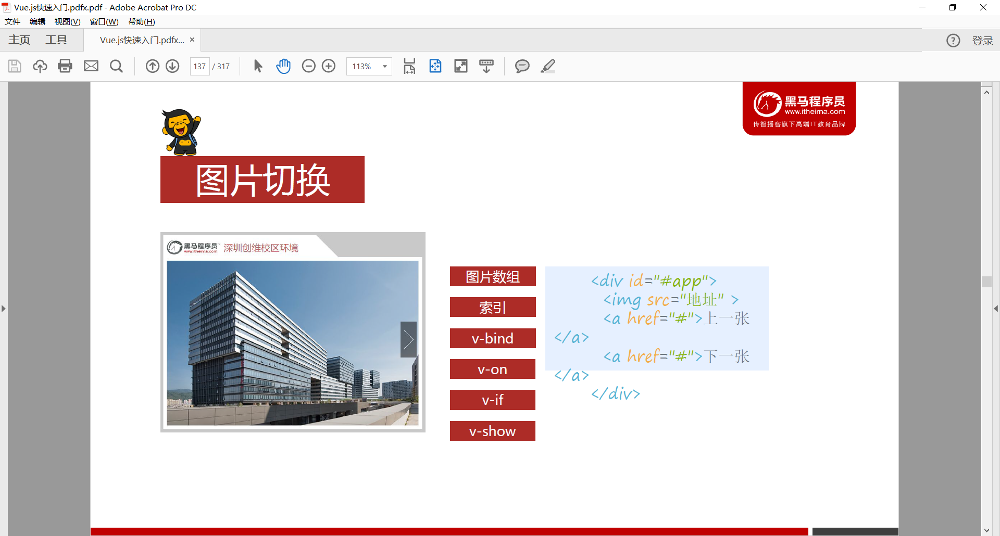 Vue.js快速入门.pdfx.pdf - Adobe Acrobat Pro DC
文件 编辑 视图(V) 窗口(W) 帮助(H)
主页 工具 Vue.js快速入门.pdfx... × 登录
137 / 317 113%
黑马程序员
www.itheima.com
传智播客旗下高端IT教育品牌
图片切换
黑马程序员 深圳创维校区环境
www.itheima.com
图片数组
索引
v-bind
v-on
v-if
v-show
<div id="#app">
<img src="地址" >
<a href="#">上一张
</a>
<a href="#">下一张
</a>
</div>